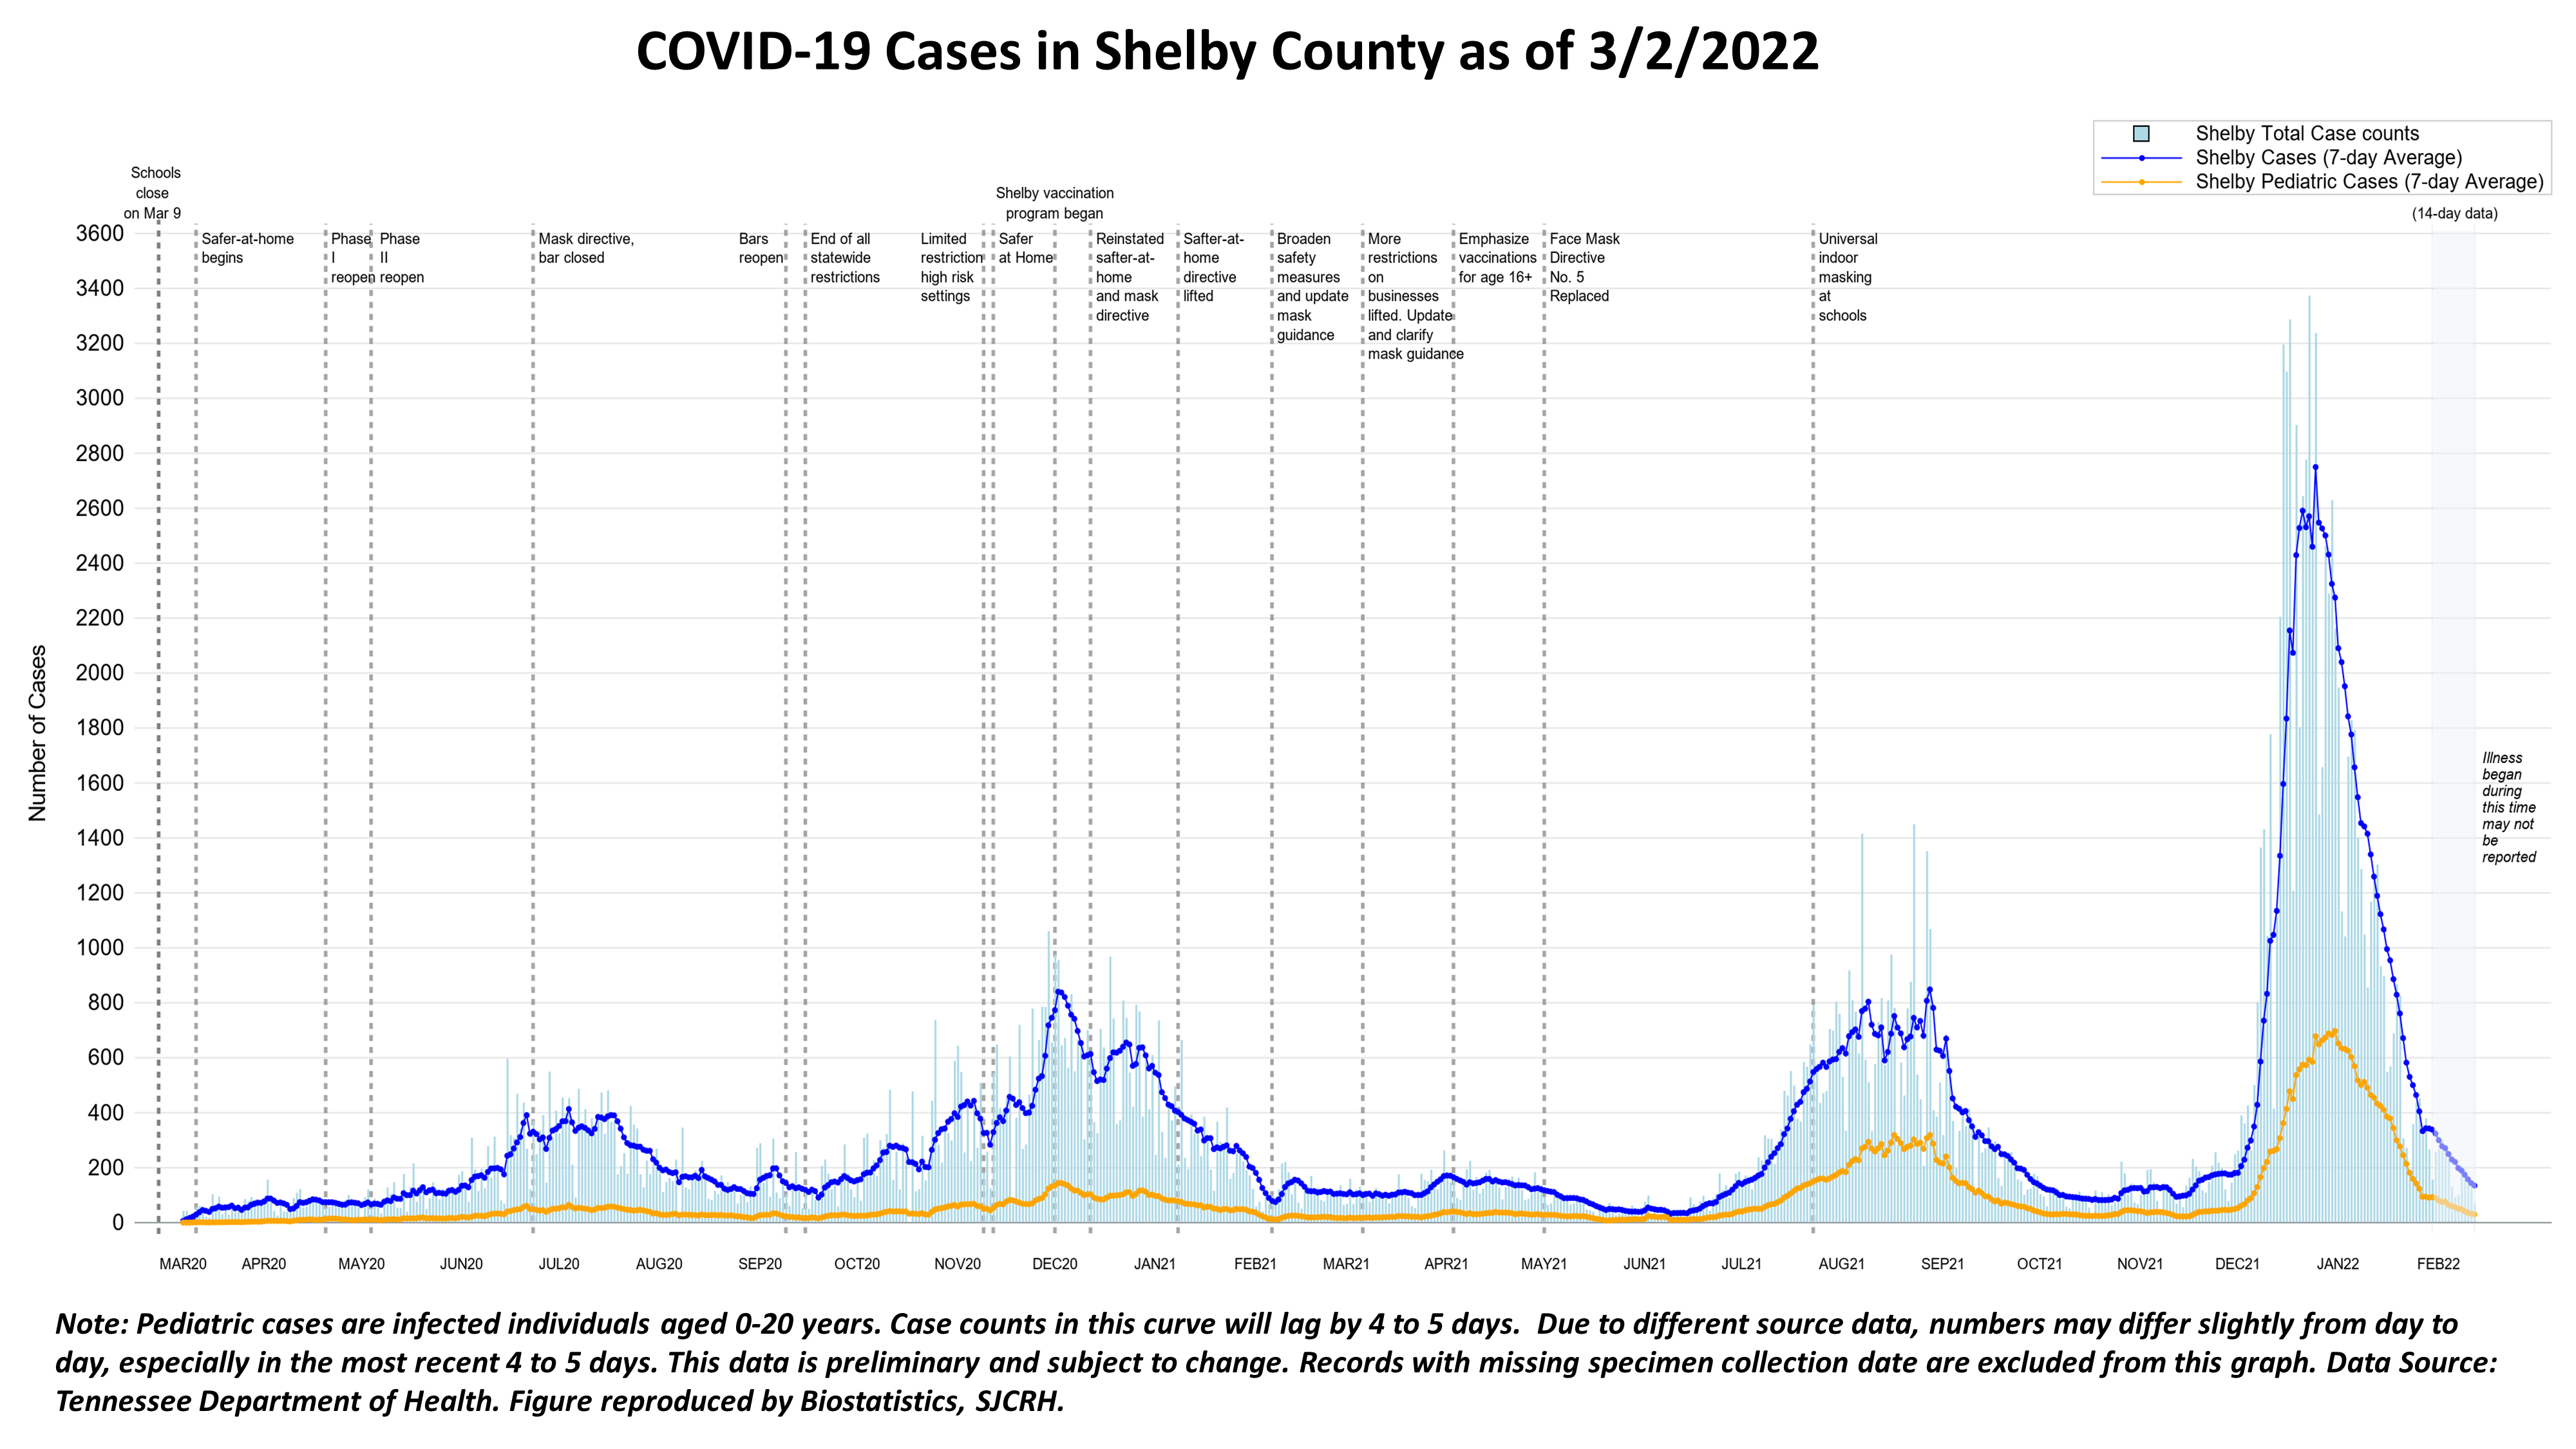 COVID-19 Cases in Shelby County as of 3/2/2022
Shelby Total Case counts
Shelby Cases (7-day Average)
Shelby Pediatric Cases (7-day Average)
Schools
close
on Mar 9
Shelby vaccination
program began
(14-day data)
Safer-at-home
begins
Phase
I
reopen
Phase
II
reopen
Mask directive,
bar closed
Bars
reopen
End of all
statewide
restrictions
Limited
restriction
high risk
settings
Safer
at Home
Reinstated
safter-at-
home
and mask
directive
Safter-at-
home
directive
lifted
Broaden
safety
measures
and update
mask
guidance
More
restrictions
on
businesses
lifted. Update
and clarify
mask guidance
Emphasize
vaccinations
for age 16+
Face Mask
Directive
No. 5
Replaced
Universal
indoor
masking
at
schools
Number of Cases
3600
3400
3200
3000
2800
2600
2400
2200
2000
1800
1600
1400
1200
1000
800
600
400
200
0
Illness
began
during
this time
may not
be
reported
MAR20 APR20 MAY20 JUN20 JUL20 AUG20 SEP20 OCT20 NOV20 DEC20 JAN21 FEB21 MAR21 APR21 MAY21 JUN21 JUL21 AUG21 SEP21 OCT21 NOV21 DEC21 JAN22 FEB22
Note: Pediatric cases are infected individuals aged 0-20 years. Case counts in this curve will lag by 4 to 5 days.  Due to different source data, numbers may differ slightly from day to
day, especially in the most recent 4 to 5 days. This data is preliminary and subject to change. Records with missing specimen collection date are excluded from this graph. Data Source:
Tennessee Department of Health. Figure reproduced by Biostatistics, SJCRH.